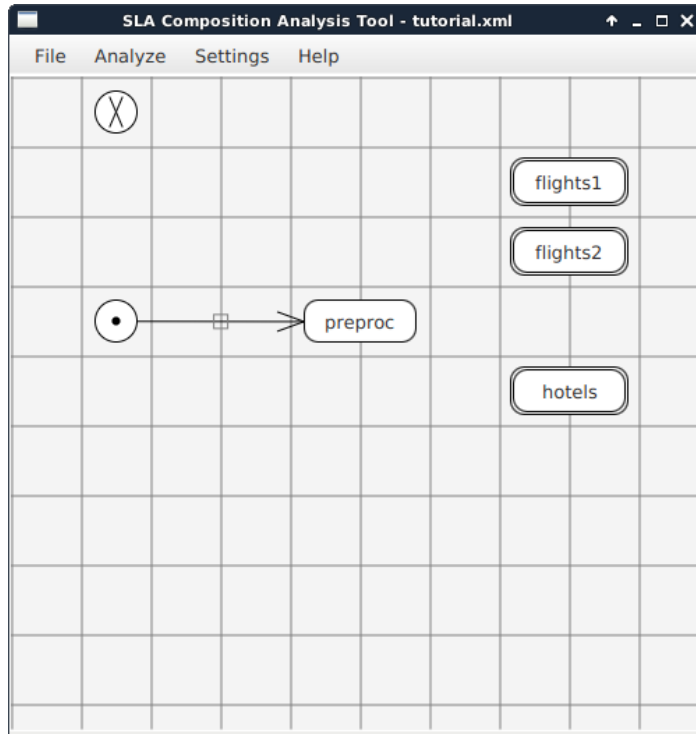 SLA Composition Analysis Tool - tutorial.xml
File Analyze Settings Help
flights1
flights2
preproc
hotels